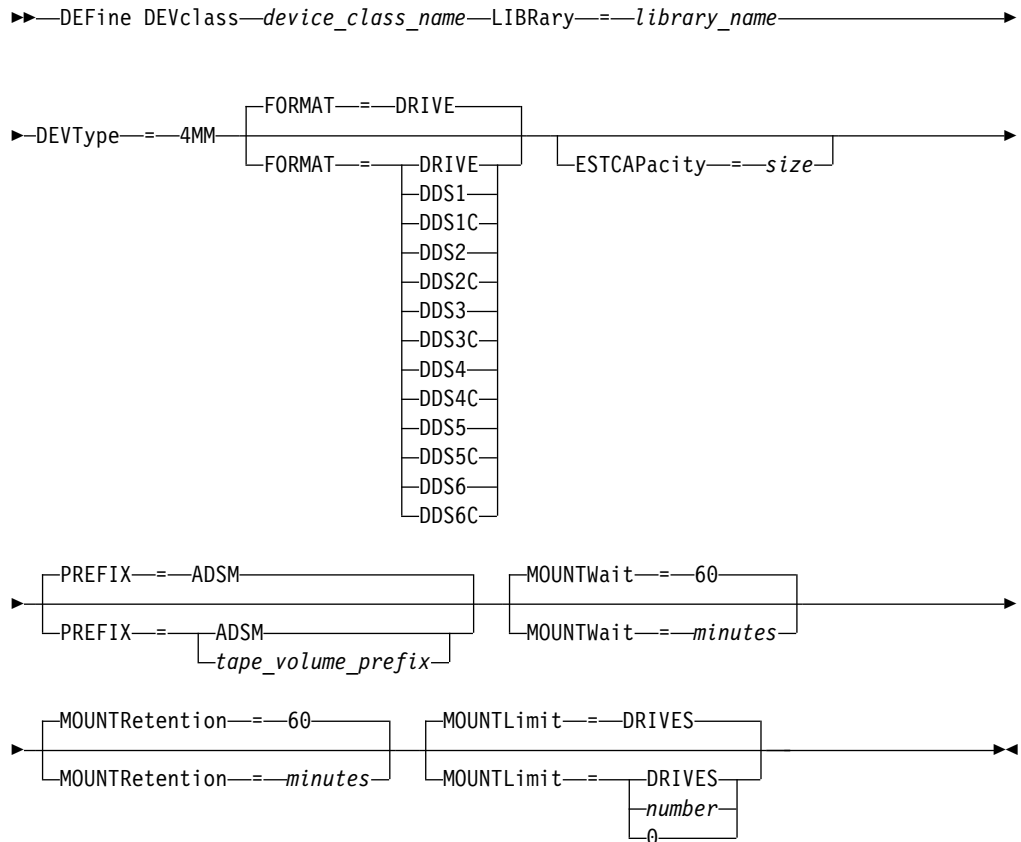 DEFine DEVclass device_class_name LIBRary = library_name
FORMAT = DRIVE
DEVType = 4MM
FORMAT = DRIVE
ESTCAPacity = size
DDS1
DDS1C
DDS2
DDS2C
DDS3
DDS3C
DDS4
DDS4C
DDS5
DDS5C
DDS6
DDS6C
PREFIX = ADSM
MOUNTWait = 60
PREFIX = ADSM
MOUNTWait = minutes
tape_volume_prefix
MOUNTRetention = 60
MOUNTLimit = DRIVES
MOUNTRetention = minutes
MOUNTLimit = DRIVES
number
0